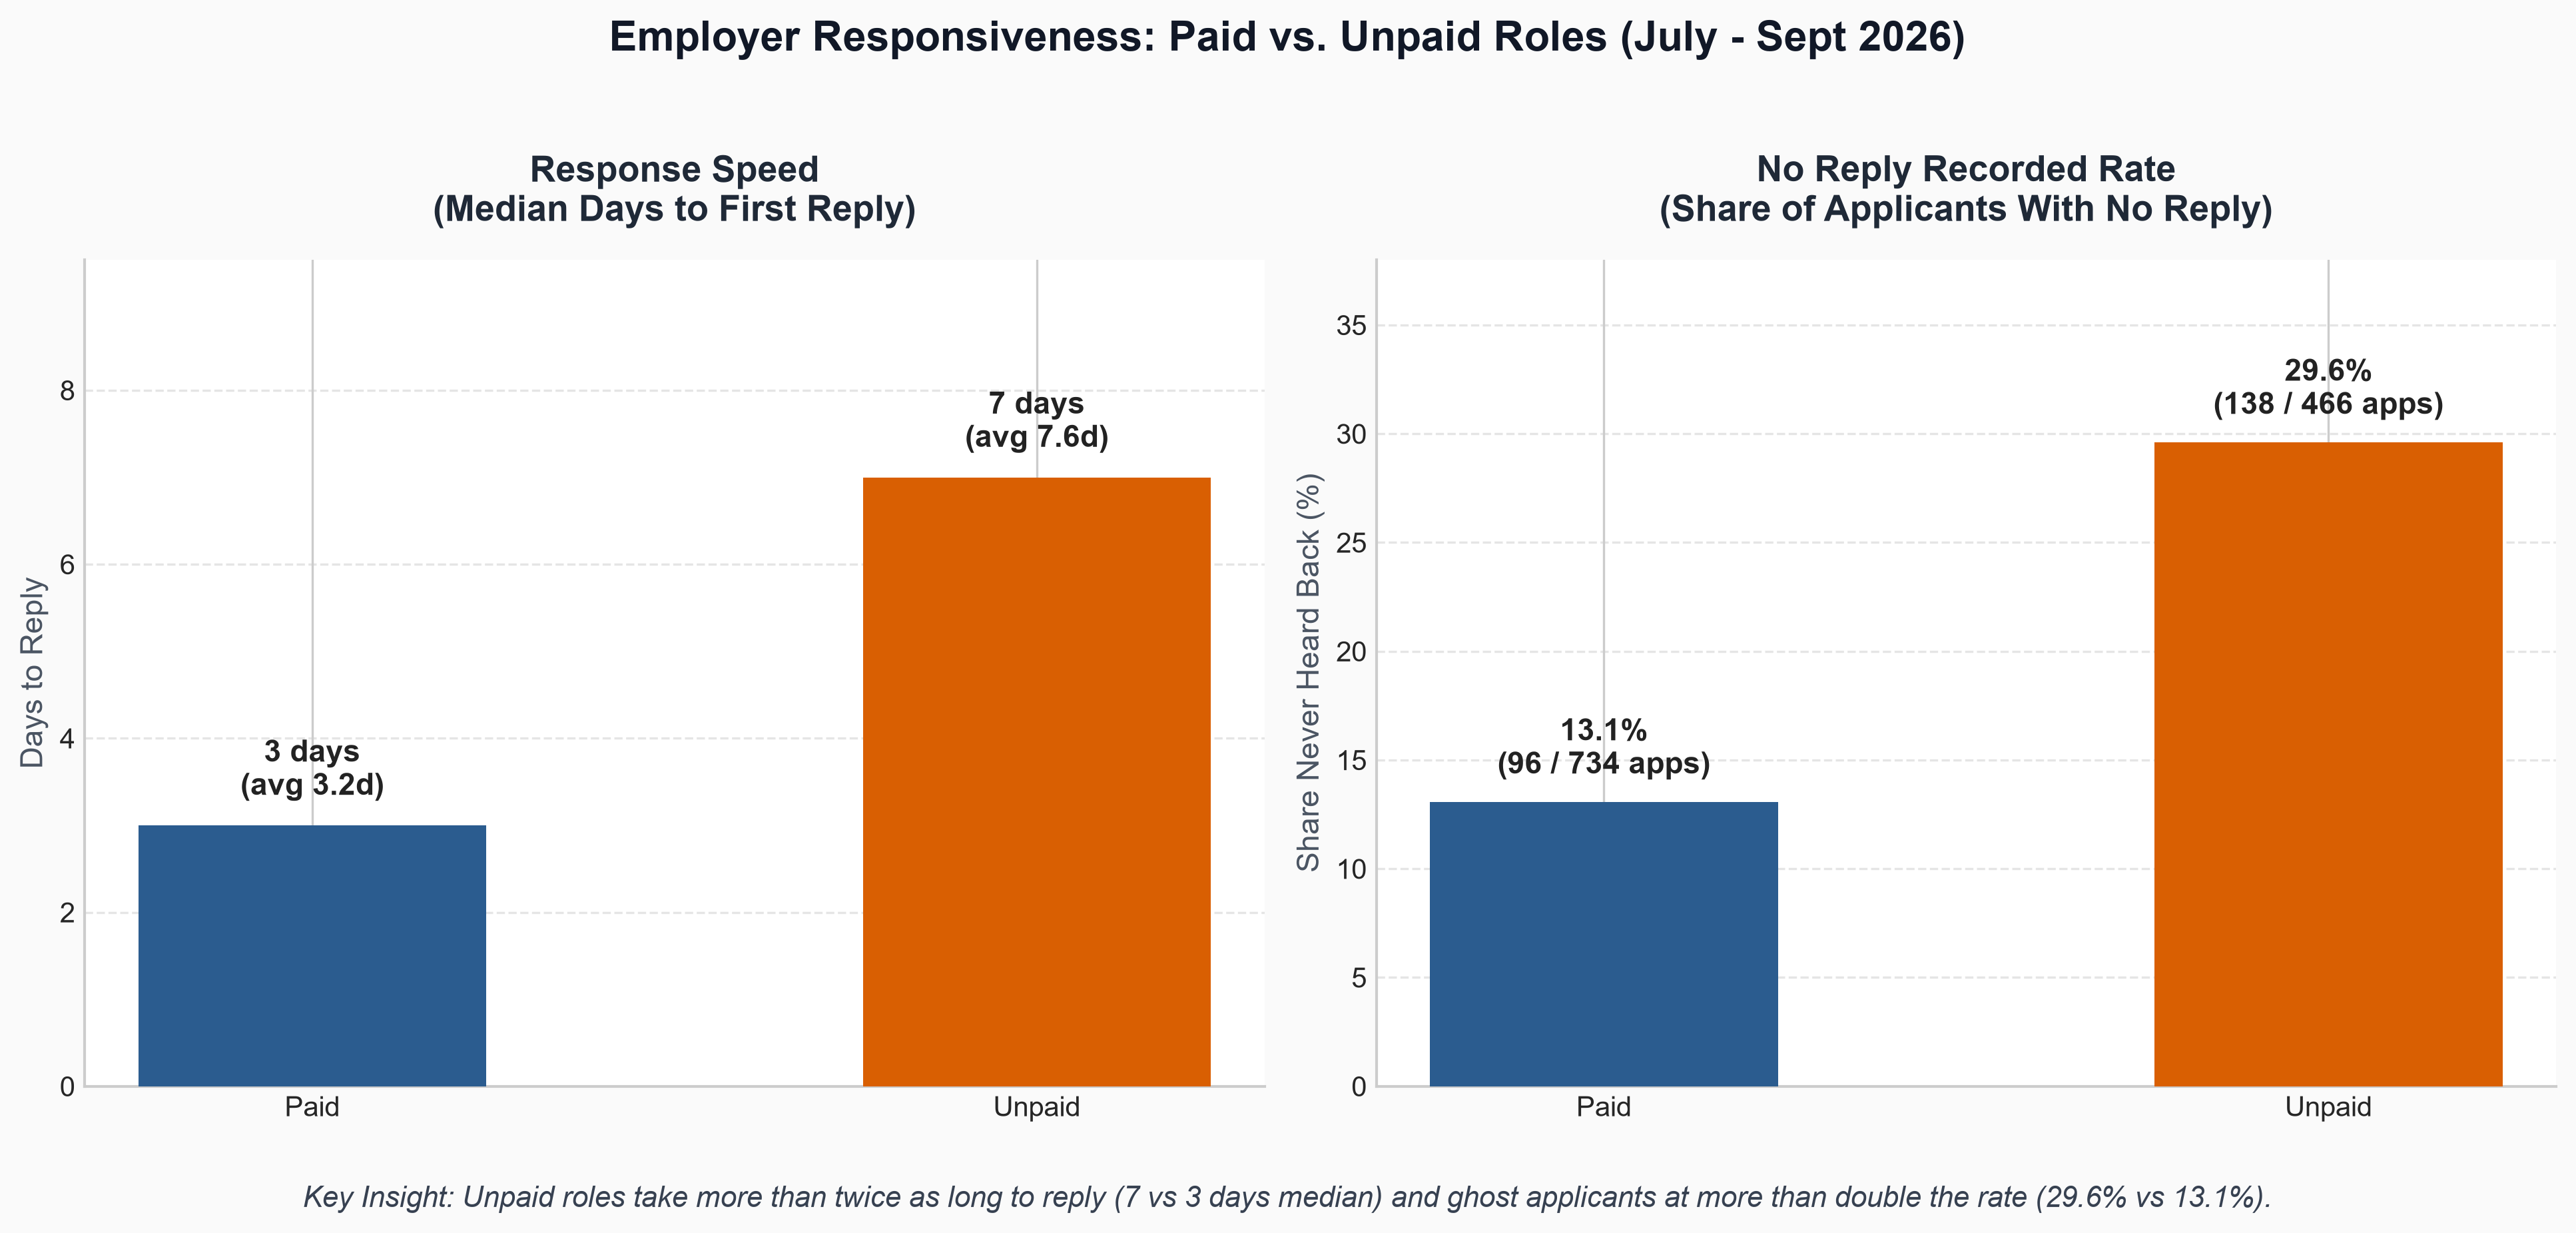 Employer Responsiveness: Paid vs. Unpaid Roles (July - Sept 2026)
Response Speed
(Median Days to First Reply)
Days to Reply
8
6
4
2
0
7 days
(avg 7.6d)
3 days
(avg 3.2d)
Paid
Unpaid
No Reply Recorded Rate
(Share of Applicants With No Reply)
Share Never Heard Back (%)
35
30
25
20
15
10
5
0
29.6%
(138 / 466 apps)
13.1%
(96 / 734 apps)
Paid
Unpaid
Key Insight: Unpaid roles take more than twice as long to reply (7 vs 3 days median) and ghost applicants at more than double the rate (29.6% vs 13.1%).